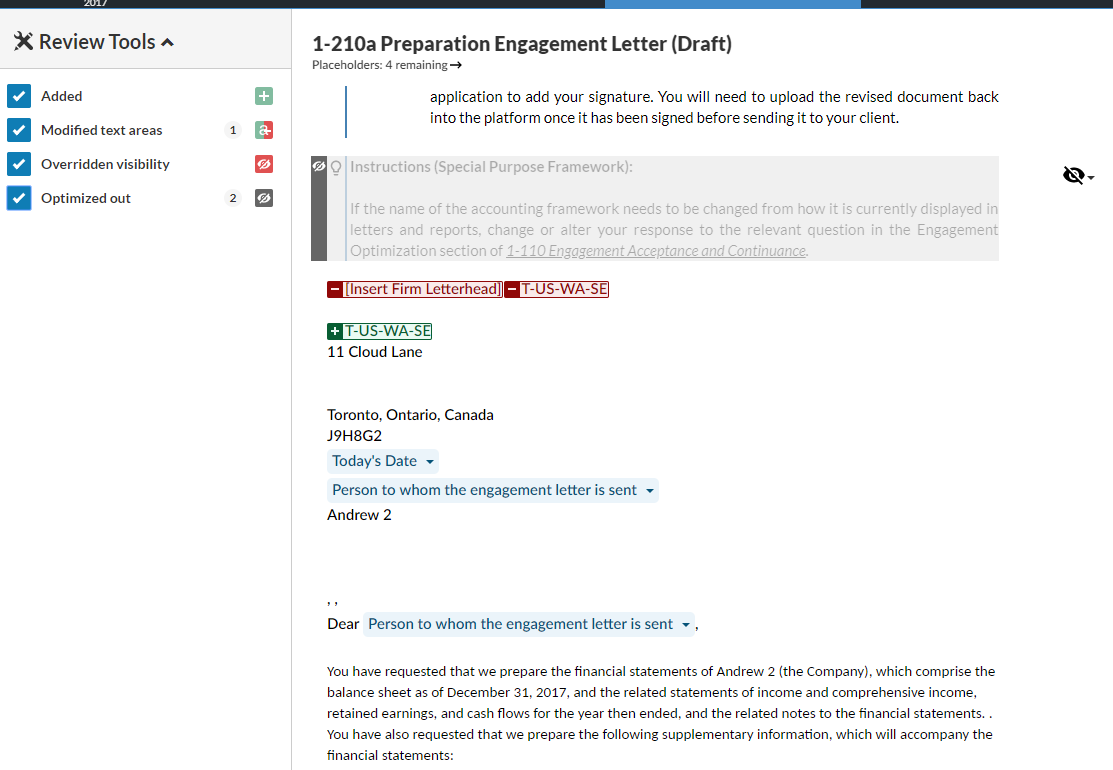 2017
Review Tools
Added
Modified text areas 1
Overridden visibility
Optimized out 2
1-210a Preparation Engagement Letter (Draft)
Placeholders: 4 remaining
application to add your signature. You will need to upload the revised document back
into the platform once it has been signed before sending it to your client.
Instructions (Special Purpose Framework):
If the name of the accounting framework needs to be changed from how it is currently displayed in
letters and reports, change or alter your response to the relevant question in the Engagement
Optimization section of 1-110 Engagement Acceptance and Continuance.
[Insert Firm Letterhead] T-US-WA-SE
T-US-WA-SE
11 Cloud Lane
Toronto, Ontario, Canada
J9H8G2
Today's Date
Person to whom the engagement letter is sent
Andrew 2
, ,
Dear Person to whom the engagement letter is sent ,
You have requested that we prepare the financial statements of Andrew 2 (the Company), which comprise the
balance sheet as of December 31, 2017, and the related statements of income and comprehensive income,
retained earnings, and cash flows for the year then ended, and the related notes to the financial statements. .
You have also requested that we prepare the following supplementary information, which will accompany the
financial statements: